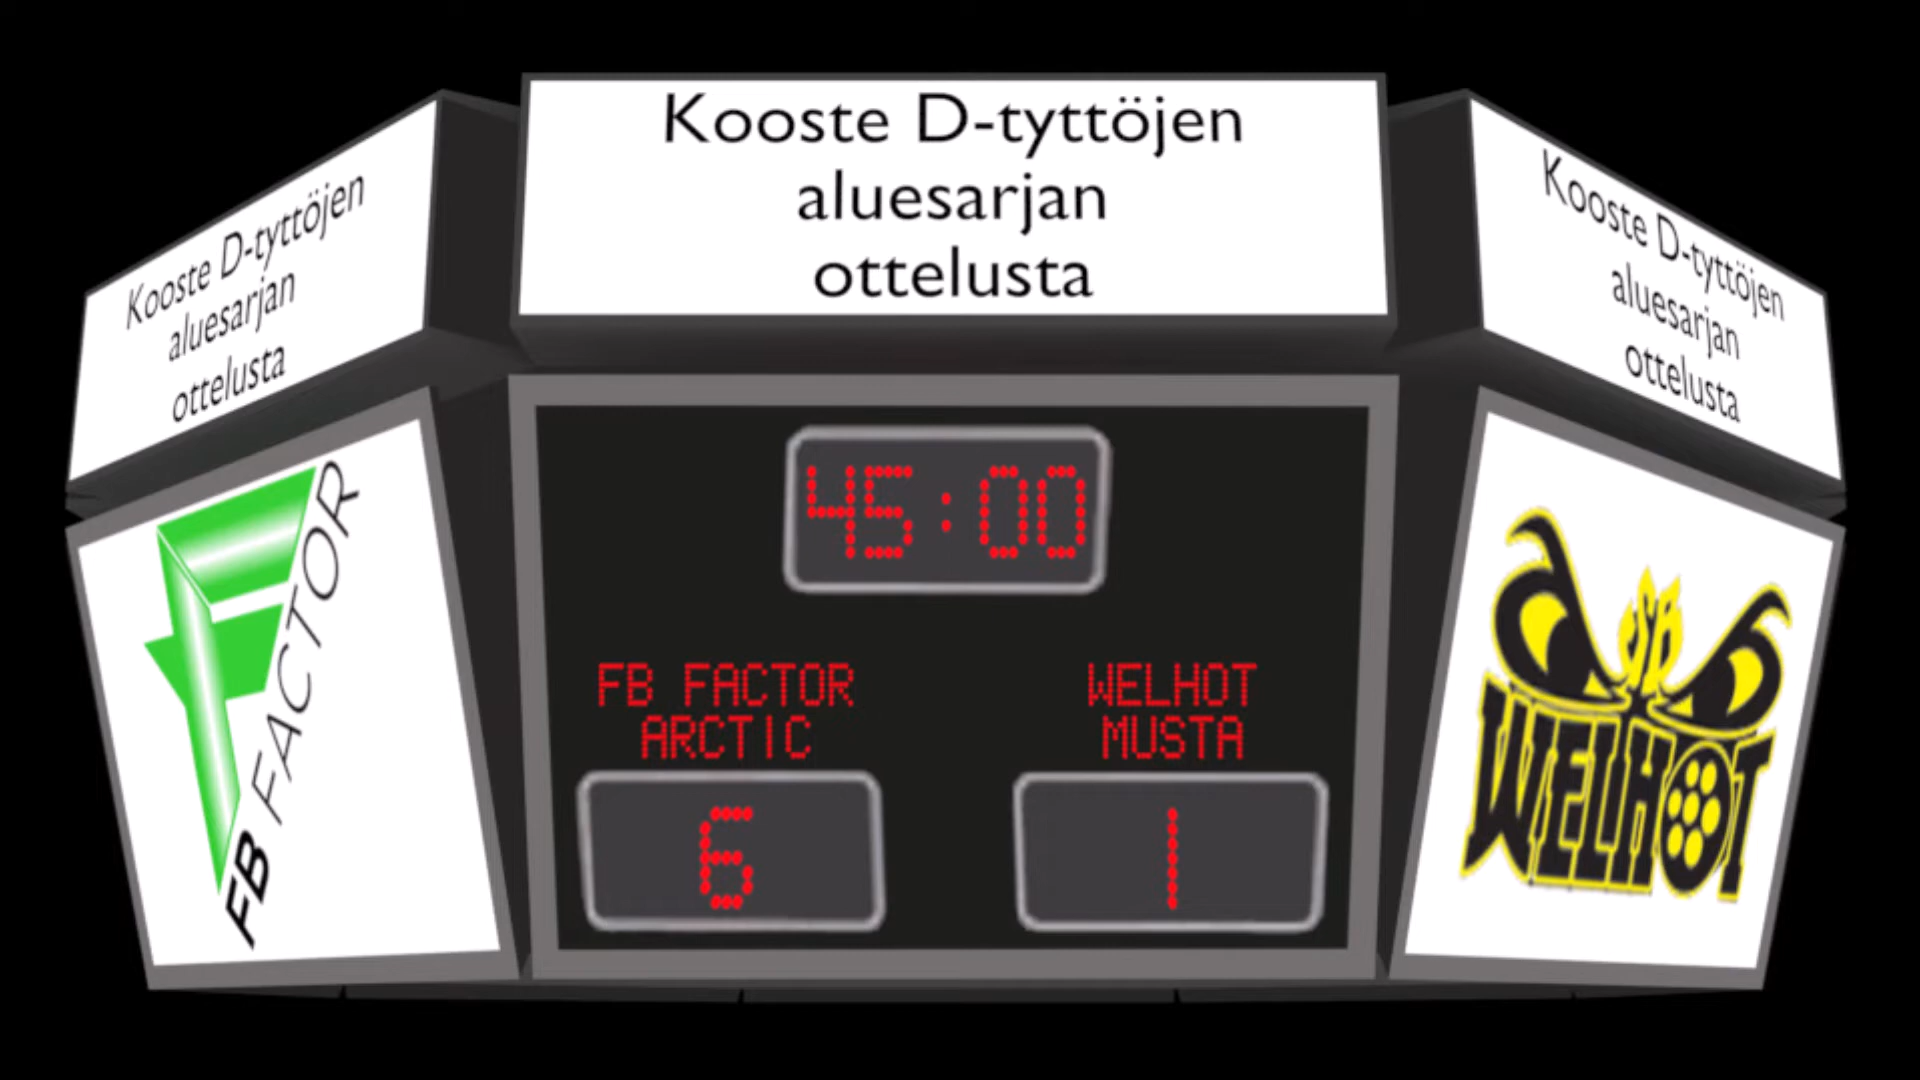 Kooste D-tyttöjen
aluesarjan
ottelusta
Kooste D-tyttöjen
aluesarjan
ottelusta
Kooste D-tyttöjen
aluesarjan
ottelusta
FB FACTOR
45:00
FB FACTOR
ARCTIC
6
WELHOT
MUSTA
1
SB
WELHOT